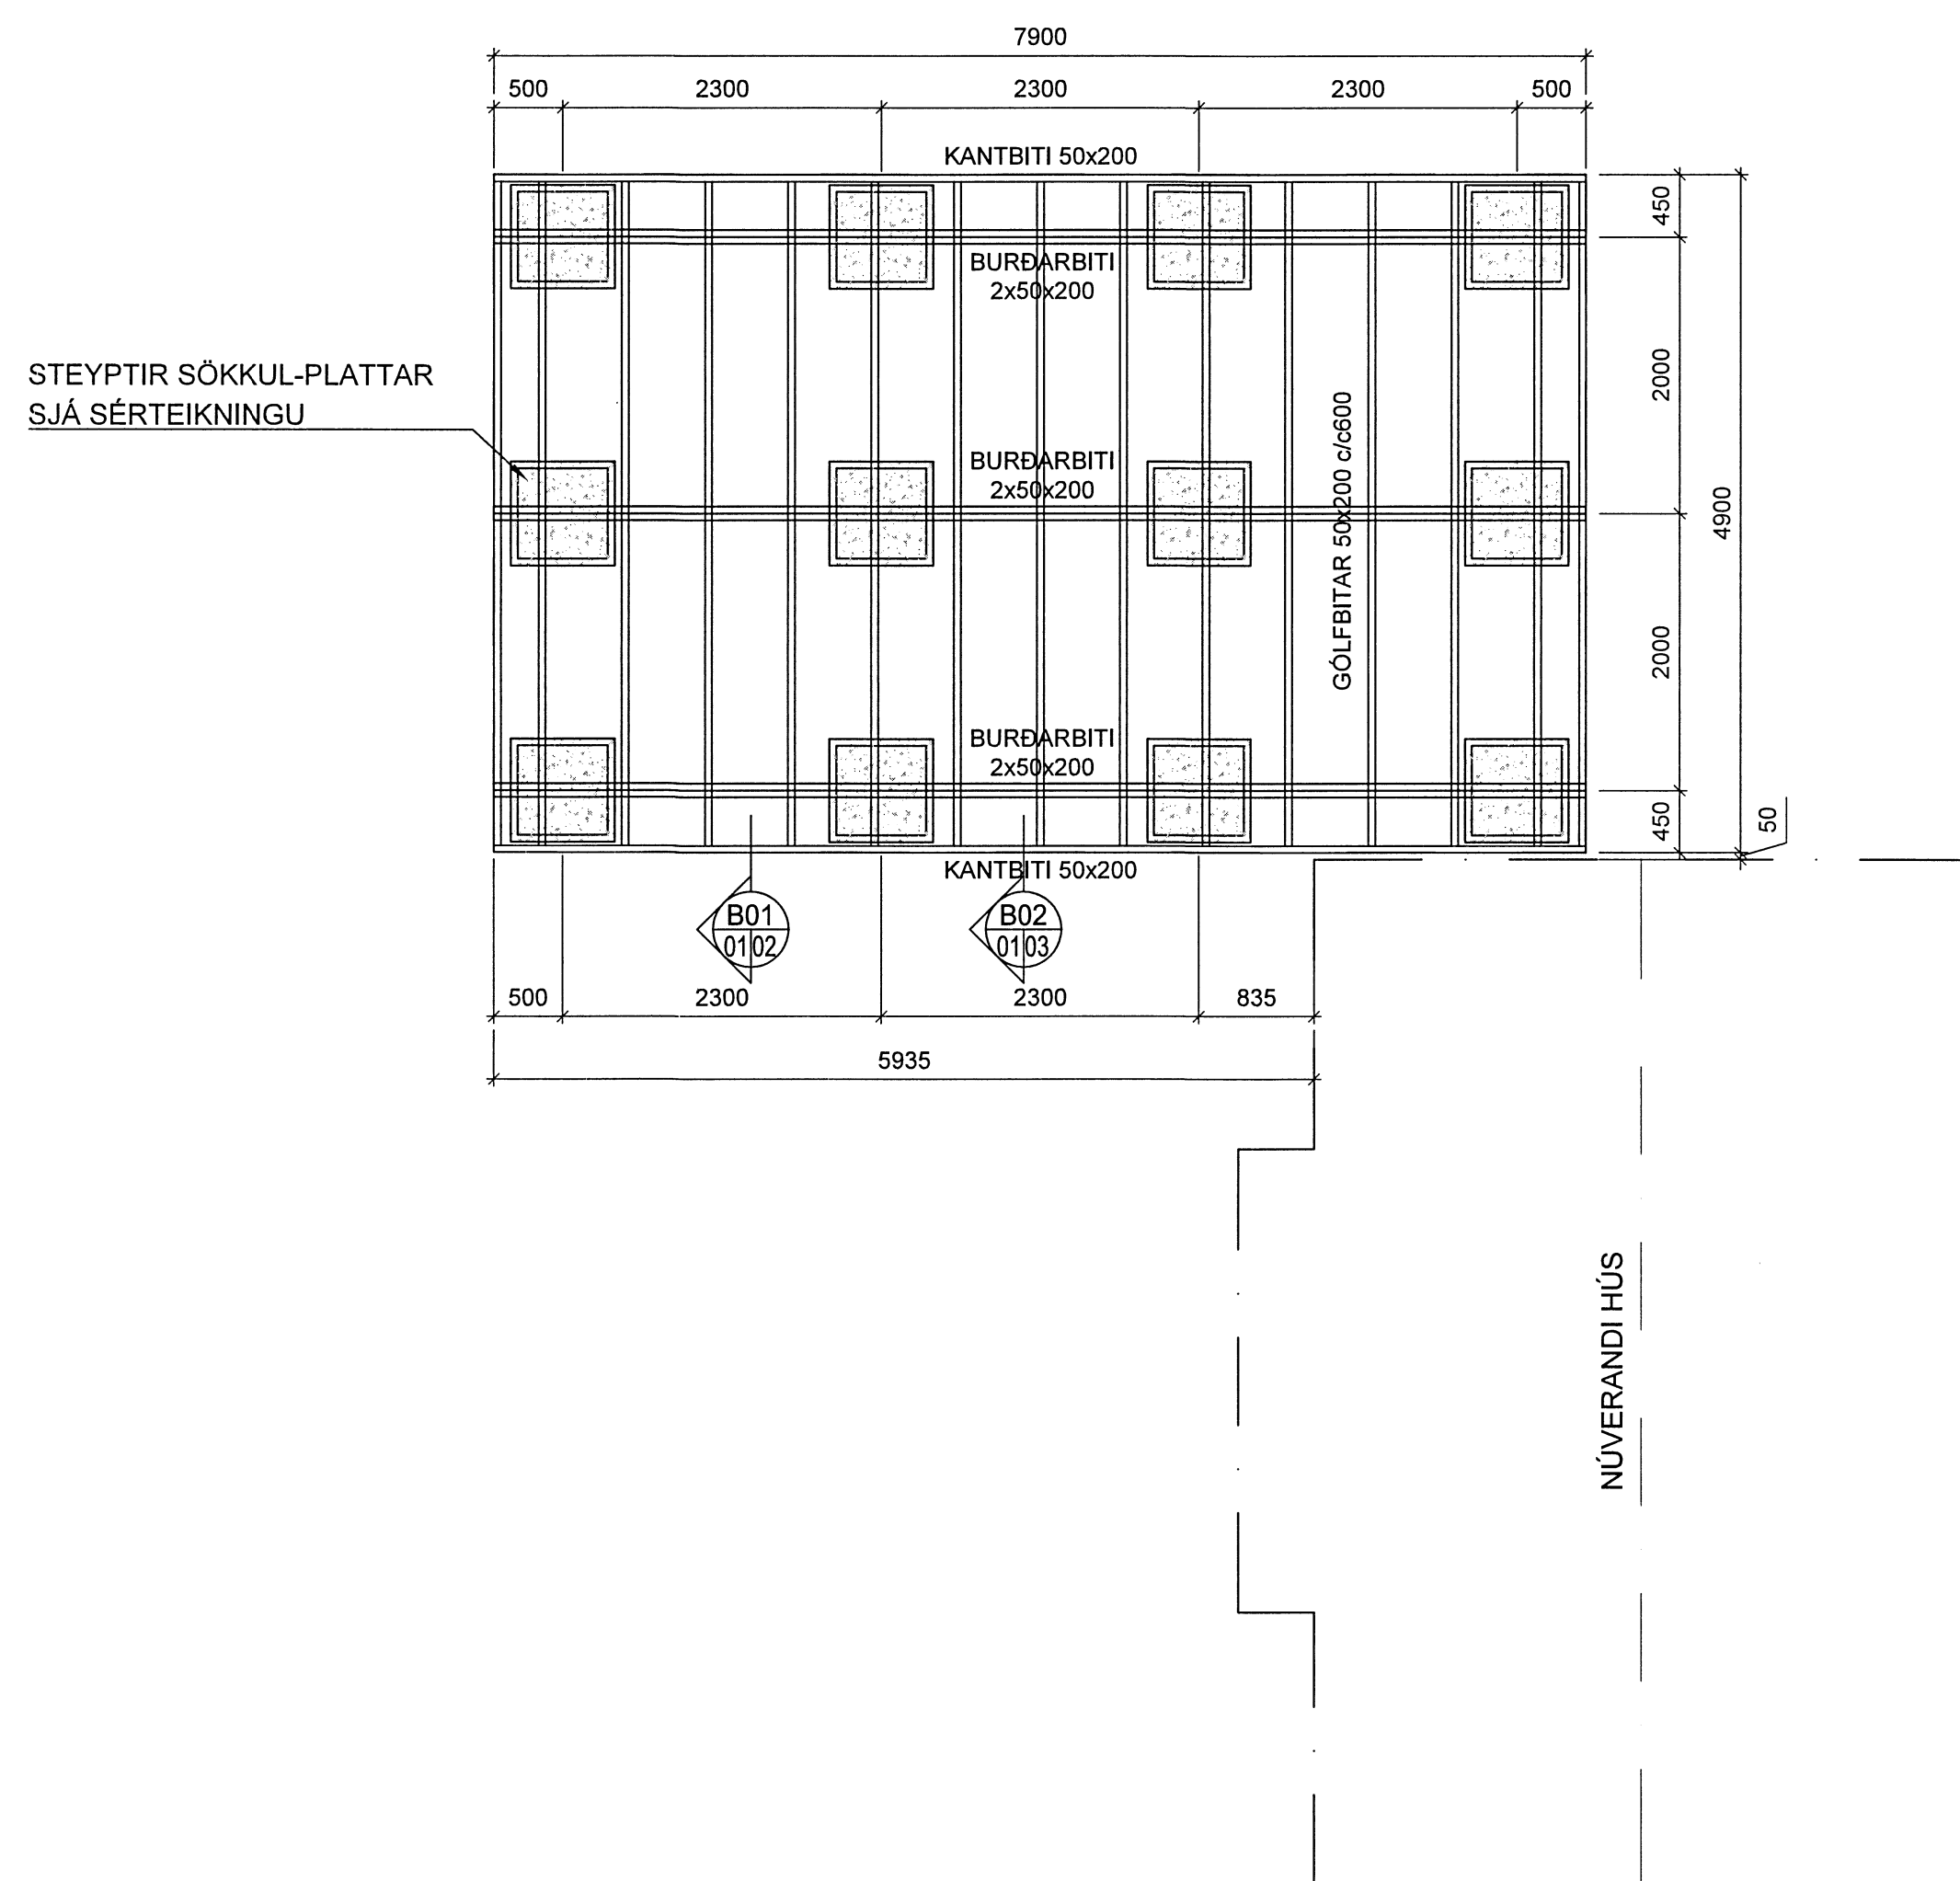 7900
500 2300 2300 2300 500
KANTBITI 50x200
450
BURÐARBITI
2x50x200
STEYPTIR SÖKKUL-PLATTAR
SJÁ SÉRTEIKNINGU
2000
BURÐARBITI
2x50x200
GÓLFBITAR 50x200 c/c600
4900
2000
BURÐARBITI
2x50x200
450
50
KANTBITI 50x200
B01
01 02
B02
01 03
500 2300 2300 835
5935
NÚVERANDI HÚS